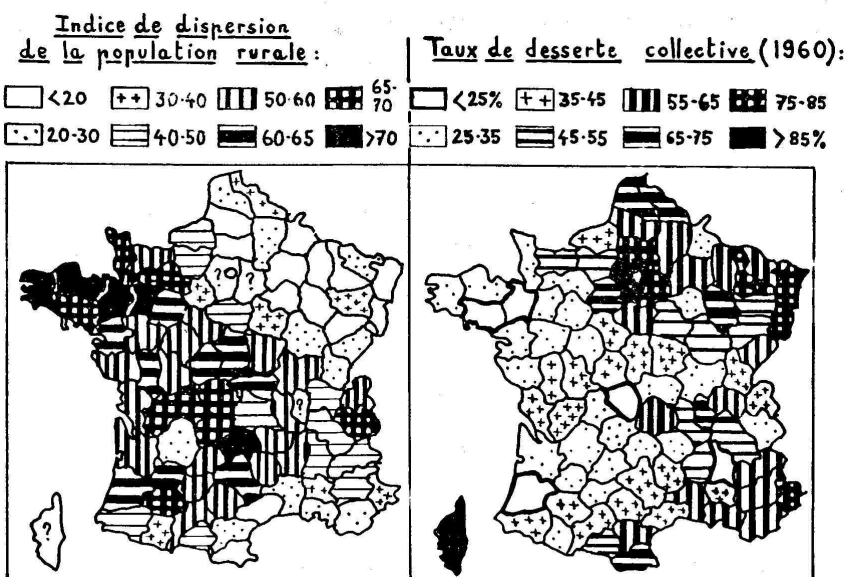 Indice de dispersion
de la population rurale :
<20 30-40 50-60 65-70
20-30 40-50 60-65 >70
Taux de desserte collective (1960) :
<25% 35-45 55-65 75-85
25-35 45-55 65-75 >85%
? ?
?
?